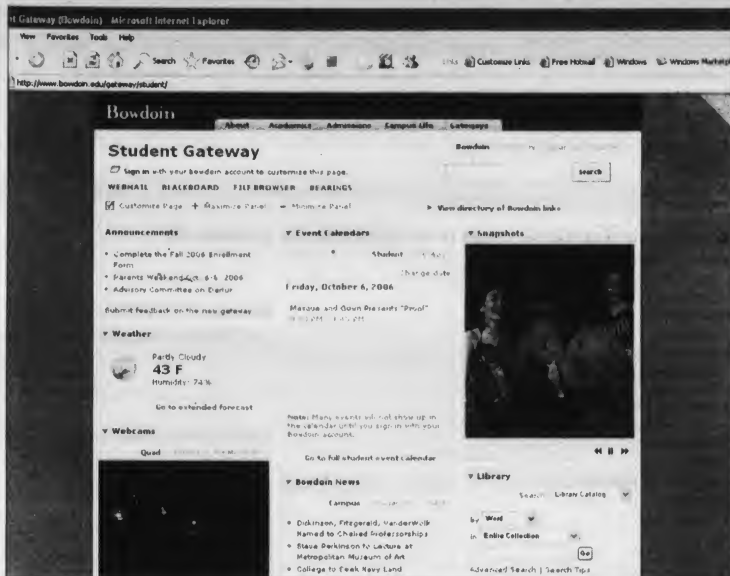 Gateway (Bowdoin) Microsoft Internet Explorer
View Favorites Tools Help
Search Favorites
Customize Links Free Hotmail Windows Windows
http://www.bowdoin.edu/gateway/student/
Bowdoin
About Academics Admissions Campus Life Gateways
Student Gateway
Bowdoin
Sign in with your bowdoin account to customize this page.
search
WEBMAIL BLACKBOARD FILE BROWSER BEARINGS
Customize Page + Maximize Panel - Minimize Panel
View directory of Bowdoin links
Announcements
• Complete the Fall 2006 Enrollment
Form
• Parents Weekend Oct. 2006
• Advisory Committee on Darfur
Submit feedback on the new gateway
Weather
Partly Cloudy
43 F
Humidity: 74%
Go to extended forecast
Webcams
Quad
Event Calendars
Student
Change date
Friday, October 6, 2006
Masque and Gown Presents "Proof"
Note: Many events will not show up in
the calendar until you sign in with your
Bowdoin account.
Go to full student event calendar
Bowdoin News
Campus
• Dickinson, Fitzgerald, VanderWolk
Named to Chaired Professorships
• Steve Perkinson to Lecture at
Metropolitan Museum of Art
• College to Seek Navy Land
Snapshots
Library
Search Library Catalog
by Word
in Entire Collection
Go
Advanced Search | Search Tips